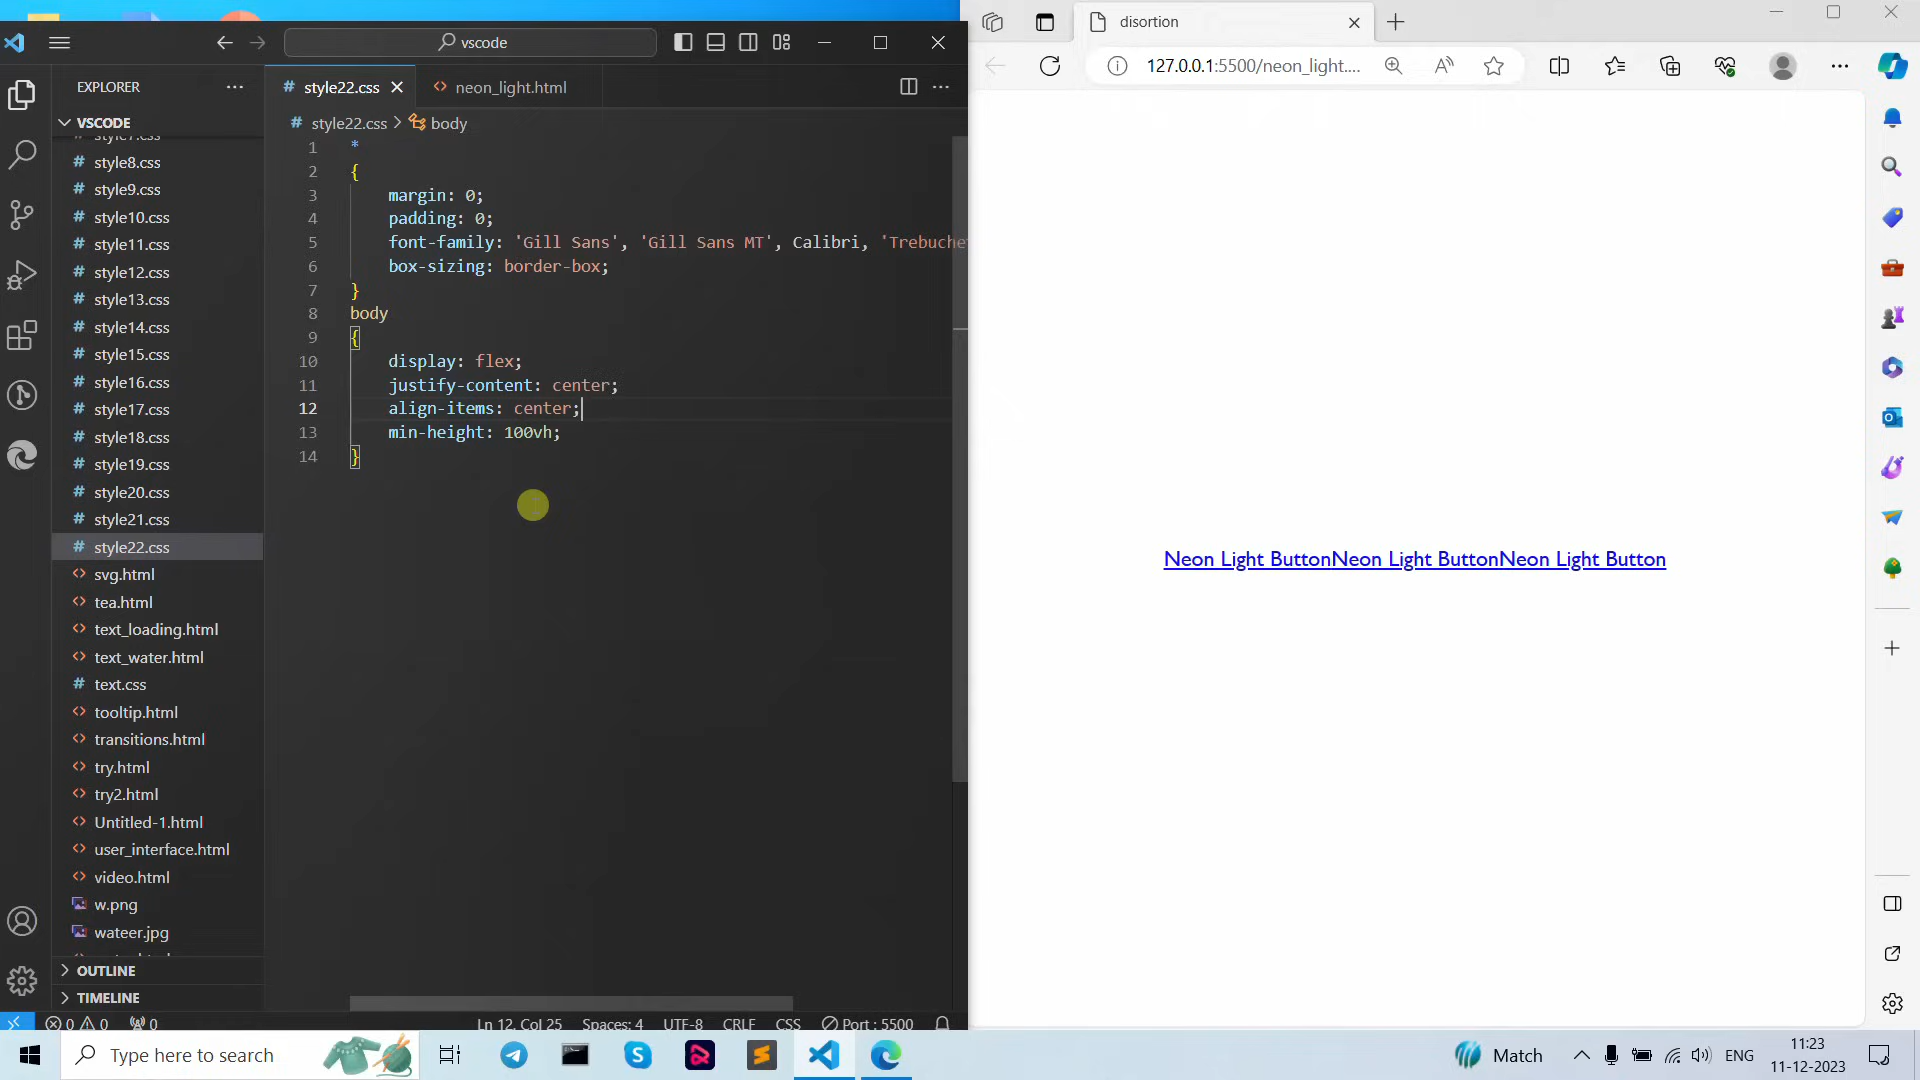 vscode
EXPLORER
VSCODE
style7.css
style8.css
style9.css
style10.css
style11.css
style12.css
style13.css
style14.css
style15.css
style16.css
style17.css
style18.css
style19.css
style20.css
style21.css
style22.css
svg.html
tea.html
text_loading.html
text_water.html
text.css
tooltip.html
transitions.html
try.html
try2.html
Untitled-1.html
user_interface.html
video.html
w.png
wateer.jpg
OUTLINE
TIMELINE
style22.css
neon_light.html
style22.css > body
1 *
2 {
3 margin: 0;
4 padding: 0;
5 font-family: 'Gill Sans', 'Gill Sans MT', Calibri, 'Trebuche
6 box-sizing: border-box;
7 }
8 body
9 {
10 display: flex;
11 justify-content: center;
12 align-items: center;
13 min-height: 100vh;
14 }
0 0 0
Ln 12, Col 25 Spaces: 4 UTF-8 CRLF CSS Port : 5500
disortion
127.0.0.1:5500/neon_light....
Neon Light ButtonNeon Light ButtonNeon Light Button
Type here to search
Match
ENG
11:23
11-12-2023